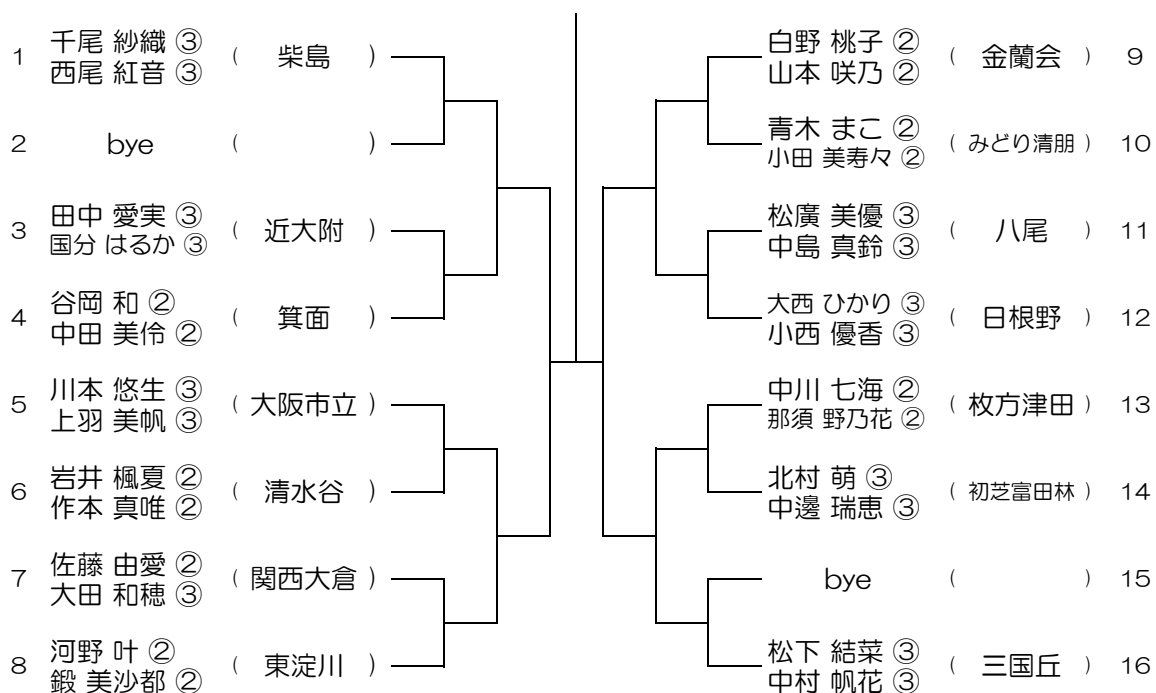 1 千尾 紗織 ③ ( 柴島 )
西尾 紅音 ③
2 bye ( )
3 田中 愛実 ③ ( 近大附 )
国分 はるか ③
4 谷岡 和 ② ( 箕面 )
中田 美伶 ②
5 川本 悠生 ③ ( 大阪市立 )
上羽 美帆 ③
6 岩井 楓夏 ② ( 清水谷 )
作本 真唯 ②
7 佐藤 由愛 ② ( 関西大倉 )
大田 和穂 ③
8 河野 叶 ② ( 東淀川 )
鍛 美沙都 ②
白野 桃子 ② ( 金蘭会 ) 9
山本 咲乃 ②
青木 まこ ② ( みどり清朋 ) 10
小田 美寿々 ②
松廣 美優 ③ ( 八尾 ) 11
中島 真鈴 ③
大西 ひかり ③ ( 日根野 ) 12
小西 優香 ③
中川 七海 ② ( 枚方津田 ) 13
那須 野乃花 ②
北村 萌 ③ ( 初芝富田林 ) 14
中邊 瑞恵 ③
bye ( ) 15
松下 結菜 ③ ( 三国丘 ) 16
中村 帆花 ③